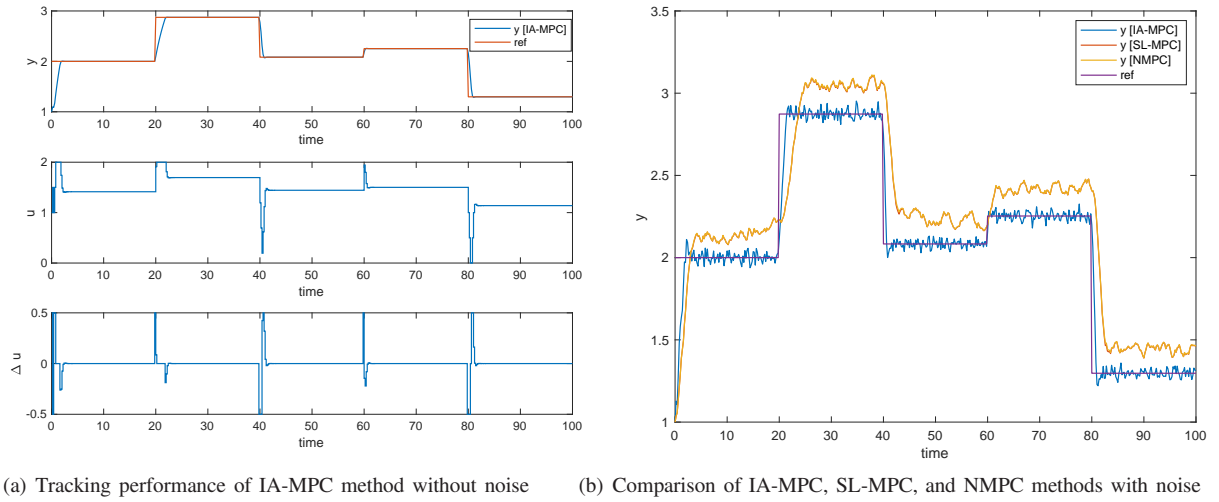 3
2
1
y
y [IA-MPC]
ref
0 10 20 30 40 50 60 70 80 90 100
time
2
1
0
u
0 10 20 30 40 50 60 70 80 90 100
time
0.5
0
-0.5
Δ u
0 10 20 30 40 50 60 70 80 90 100
time
(a) Tracking performance of IA-MPC method without noise
3.5
3
2.5
2
1.5
1
y
y [IA-MPC]
y [SL-MPC]
y [NMPC]
ref
0 10 20 30 40 50 60 70 80 90 100
time
(b) Comparison of IA-MPC, SL-MPC, and NMPC methods with noise